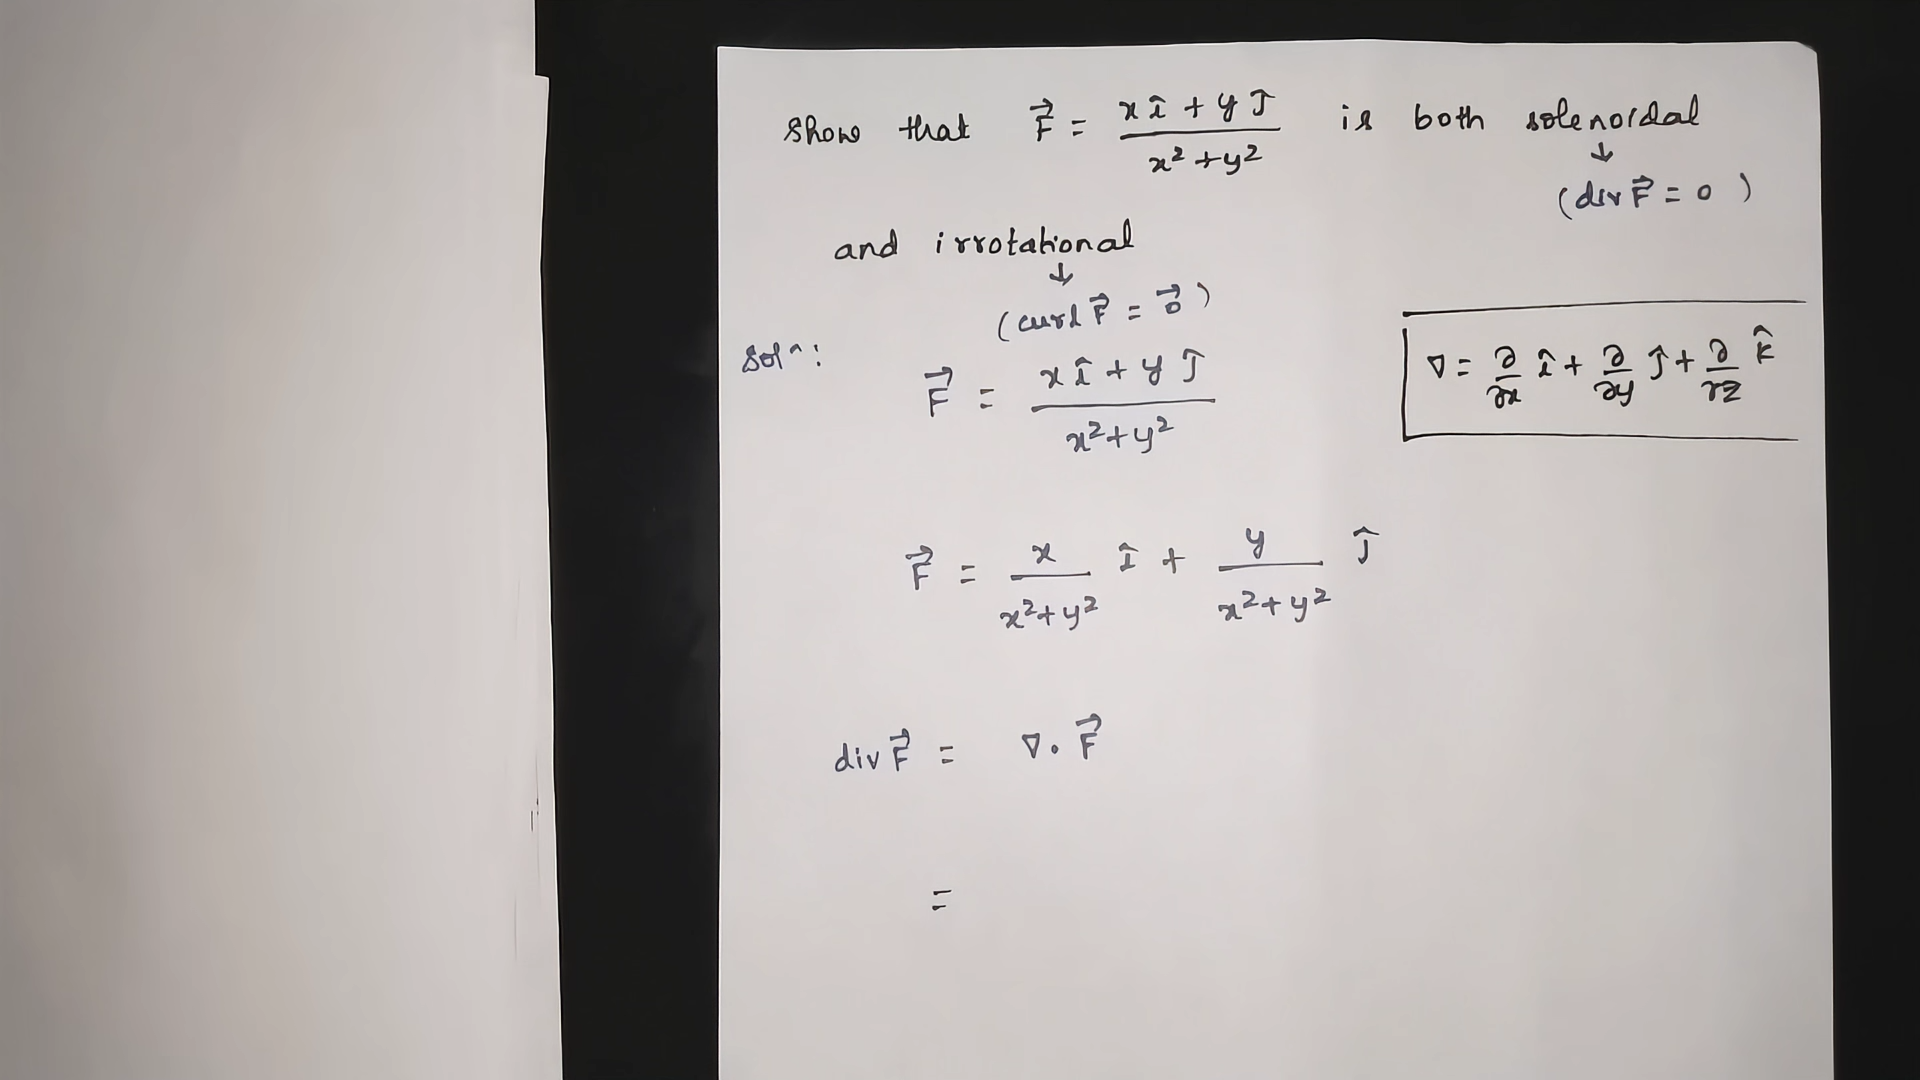 show that F⃗ = (x î + y ĵ)/(x² + y²) is both solenoidal
↓
(div F⃗ = 0)
and irrotational
↓
(curl F⃗ = 0⃗)
Solⁿ:
F⃗ = (x î + y ĵ)/(x² + y²)
∇ = ∂/∂x î + ∂/∂y ĵ + ∂/∂z k̂
F⃗ = x/(x² + y²) î + y/(x² + y²) ĵ
div F⃗ = ∇ · F⃗
=